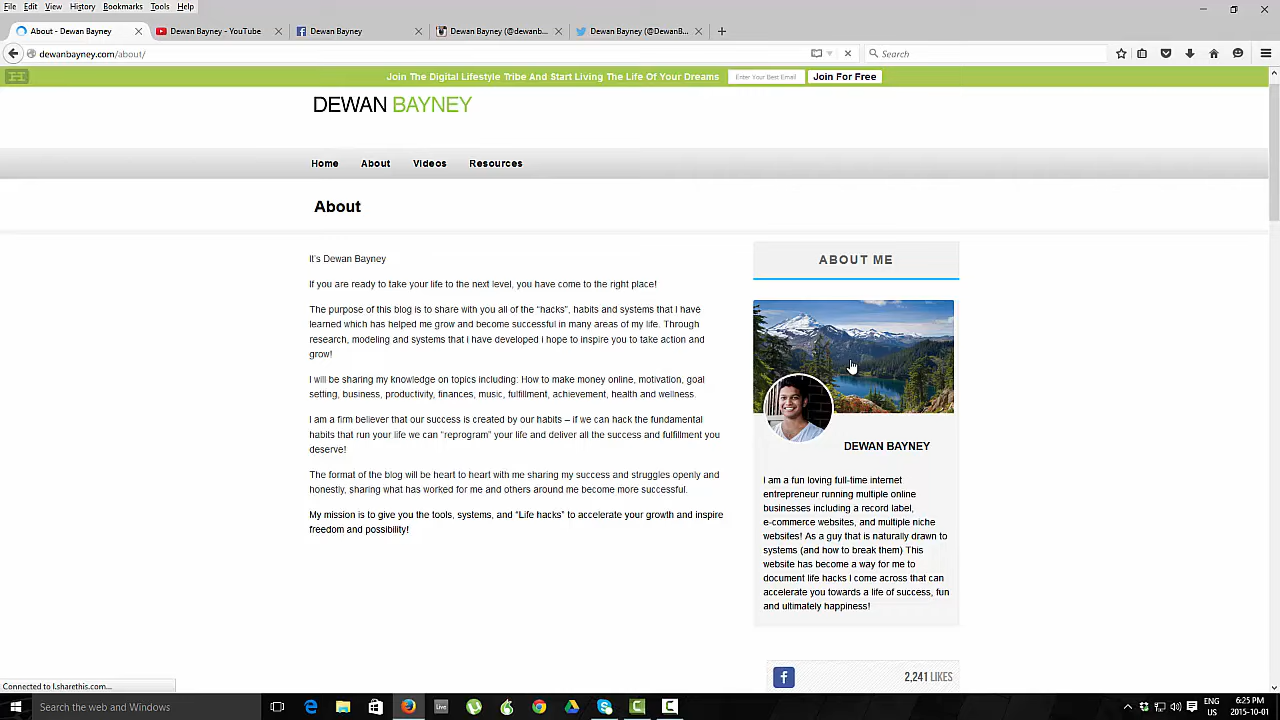 File Edit View History Bookmarks Tools Help
About - Dewan Bayney
Dewan Bayney - YouTube
Dewan Bayney
Dewan Bayney (@dewanb...
Dewan Bayney (@DewanB...
dewanbayney.com/about/
Search
Join The Digital Lifestyle Tribe And Start Living The Life Of Your Dreams
Enter Your Best Email
Join For Free
DEWAN BAYNEY
Home About Videos Resources
About
It's Dewan Bayney
If you are ready to take your life to the next level, you have come to the right place!
The purpose of this blog is to share with you all of the “hacks”, habits and systems that I have
learned which has helped me grow and become successful in many areas of my life. Through
research, modeling and systems that i have developed i hope to inspire you to take action and
grow!
I will be sharing my knowledge on topics including: How to make money online, motivation, goal
setting, business, productivity, finances, music, fulfillment, achievement, health and wellness.
I am a firm believer that our success is created by our habits – if we can hack the fundamental
habits that run your life we can “reprogram” your life and deliver all the success and fulfillment you
deserve!
The format of the blog will be heart to heart with me sharing my success and struggles openly and
honestly, sharing what has worked for me and others around me become more successful.
My mission is to give you the tools, systems, and “Life hacks” to accelerate your growth and inspire
freedom and possibility!
ABOUT ME
DEWAN BAYNEY
I am a fun loving full-time internet
entrepreneur running multiple online
businesses including a record label,
e-commerce websites, and multiple niche
websites! As a guy that is naturally drawn to
systems (and how to break them) This
website has become a way for me to
document life hacks I come across that can
accelerate you towards a life of success, fun
and ultimately happiness!
2,241 LIKES
Connected to l.sharethis.com...
Search the web and Windows
Live
ENG
US
6:25 PM
2015-10-01